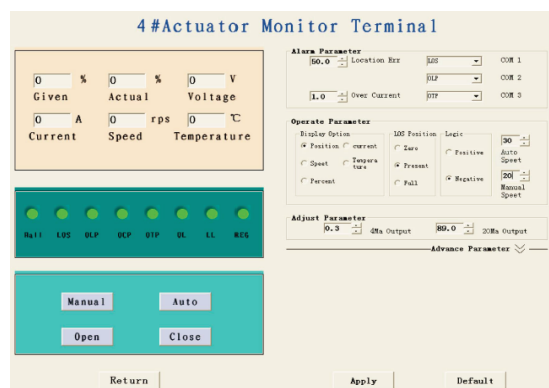 4#Actuator Monitor Terminal
0 % 0 % 0 V
Given Actual Voltage
0 A 0 rps 0 ℃
Current Speed Temperature
Hall LOS OLP OCP OTP OL LL REG
Manual Auto
Open Close
Return
Alarm Parameter
50.0 Location Err LOS COM 1
OLP COM 2
1.0 Over Current OTP COM 3
Operate Parameter
Display Option LOS Position Logic
Position current Zero Positive 30
Auto
Speet
Speet Tempera
ture Present
Negative 20
Percent Full Manual
Speet
Adjust Parameter
0.3 4Ma Output 89.0 20Ma Output
Advance Parameter
Apply Default